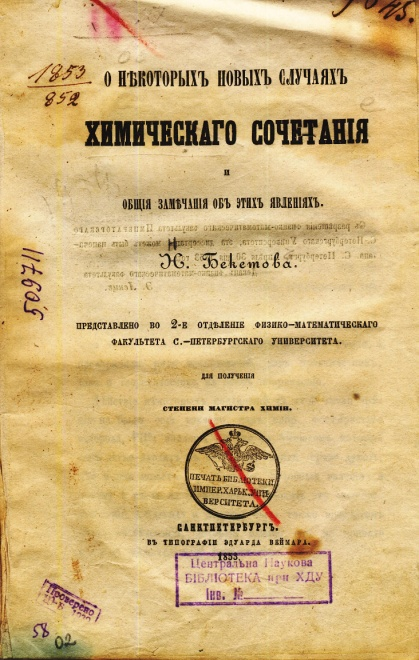 1853
852
О НѢКОТОРЫХЪ НОВЫХЪ СЛУЧАЯХЪ
ХИМИЧЕСКАГО СОЧЕТАНІЯ
И
ОБЩІЯ ЗАМѢЧАНІЯ ОБЪ ЭТИХЪ ЯВЛЕНІЯХЪ.
Н. Бекетова.
ПРЕДСТАВЛЕНО ВО 2-Е ОТДѢЛЕНІЕ ФИЗИКО-МАТЕМАТИЧЕСКАГО
ФАКУЛЬТЕТА С.-ПЕТЕРБУРГСКАГО УНИВЕРСИТЕТА.
ДЛЯ ПОЛУЧЕНІЯ
СТЕПЕНИ МАГИСТРА ХИМІИ.
ПЕЧАТЬ БИБЛІОТЕКИ
ИМПЕР. ХАРЬК. УНИ-
ВЕРСИТЕТА.
САНКТПЕТЕРБУРГЪ.
ВЪ ТИПОГРАФІИ ЭДУАРДА ВЕЙМАРА.
1853
Центральна Наукова
БІБЛІОТЕКА при ХДУ
Інв. №
117605
Проверено
58
02